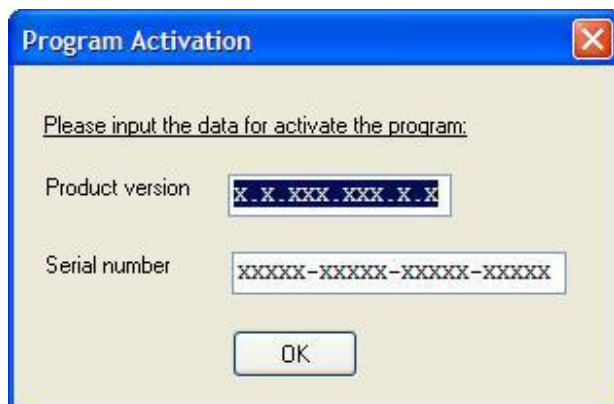 Program Activation
Please input the data for activate the program:
Product version
x.x.xxx.xxx.x.x
Serial number
xxxxx-xxxxx-xxxxx-xxxxx
OK